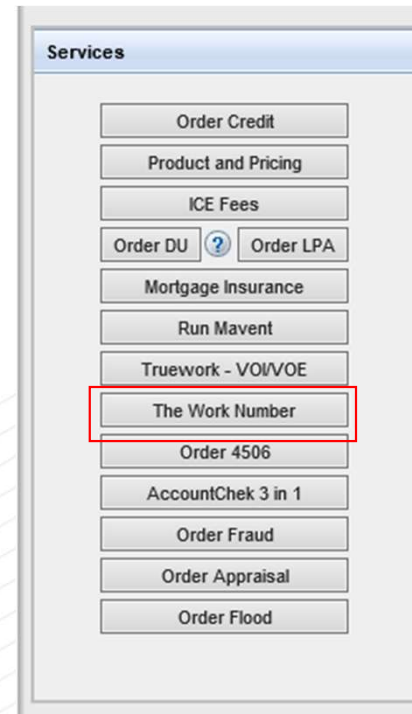 Services
Order Credit
Product and Pricing
ICE Fees
Order DU ? Order LPA
Mortgage Insurance
Run Mavent
Truework - VOI/VOE
The Work Number
Order 4506
AccountChek 3 in 1
Order Fraud
Order Appraisal
Order Flood